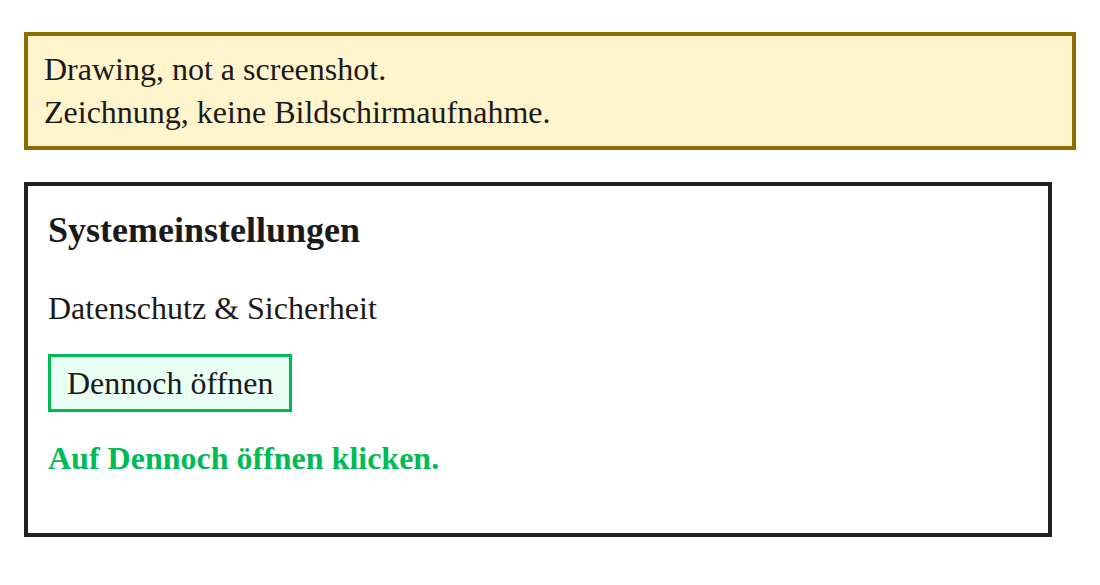 Drawing, not a screenshot.
Zeichnung, keine Bildschirmaufnahme.
Systemeinstellungen
Datenschutz & Sicherheit
Dennoch öffnen
Auf Dennoch öffnen klicken.